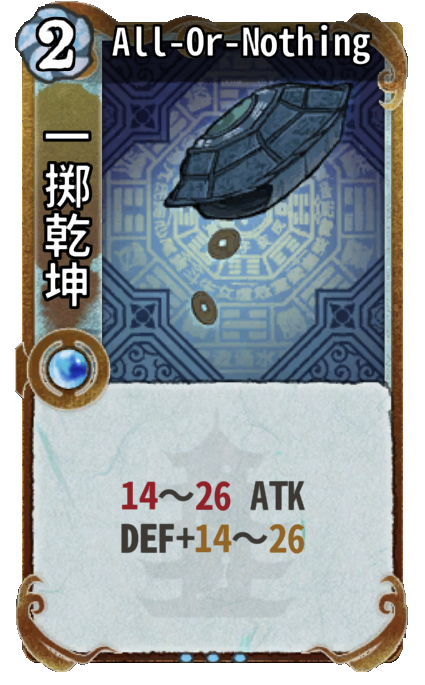 2
All-Or-Nothing
一掷乾坤
14～26 ATK
DEF+14～26